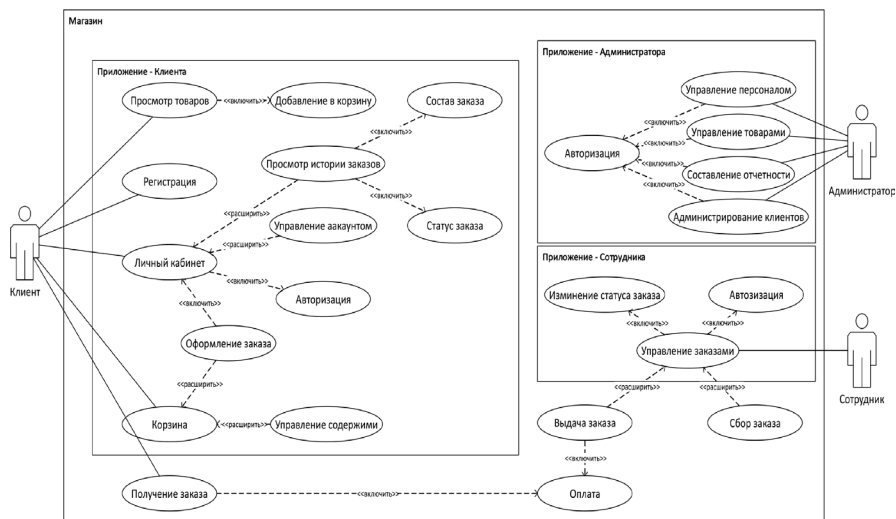 Магазин
Приложение - Клиента
Просмотр товаров
<<включить>>
Добавление в корзину
Состав заказа
<<включить>>
Просмотр истории заказов
<<включить>>
Регистрация
<<расширить>>
Управление аакаунтом
Статус заказа
<<расширить>>
Личный кабинет
<<включить>>
Авторизация
<<включить>>
Оформление заказа
<<расширить>>
Корзина
<<расширить>>
Управление содержими
Получение заказа
<<включить>>
Клиент
Приложение - Администратора
Управление персоналом
<<включить>>
Управление товарами
<<включить>>
Авторизация
<<включить>>
Составление отчетности
<<включить>>
Администрирование клиентов
Администратор
Приложение - Сотрудника
Изминение статуса заказа
Автозизация
<<включить>>
<<включить>>
Управление заказами
Сотрудник
<<расширить>>
<<расширить>>
Выдача заказа
Сбор заказа
<<включить>>
Оплата